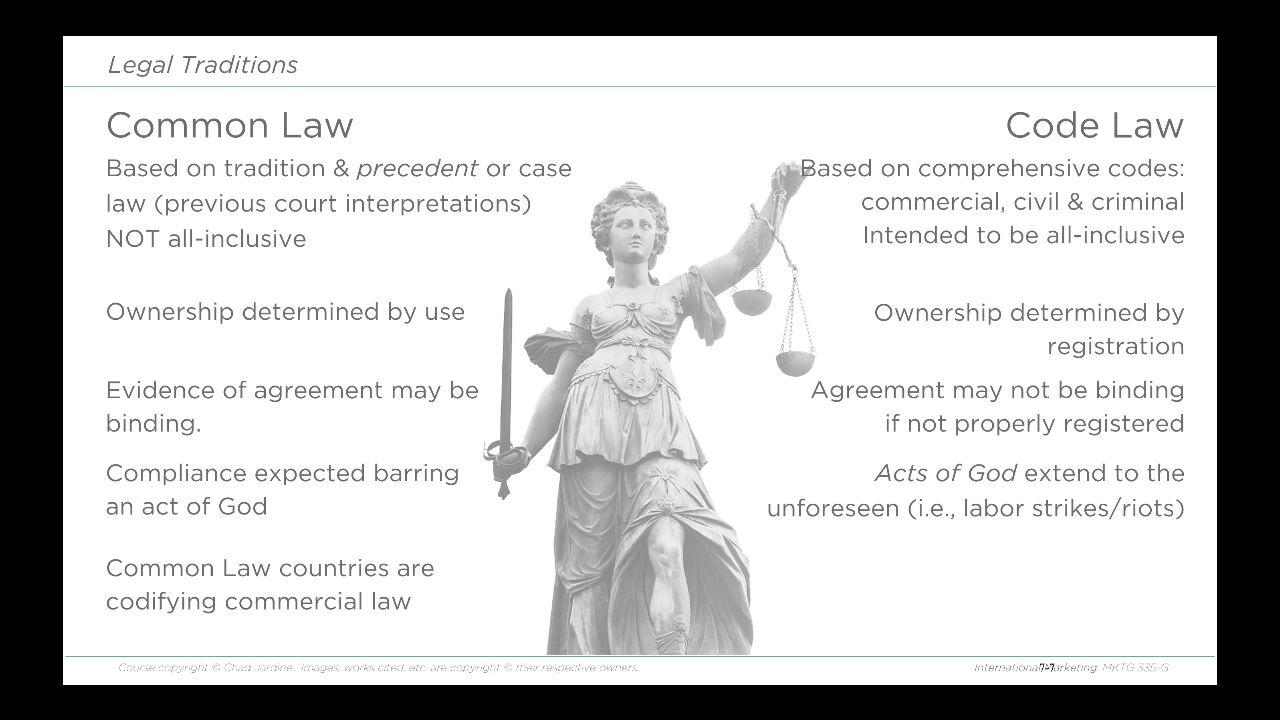 Legal Traditions
Common Law
Based on tradition & precedent or case
law (previous court interpretations)
NOT all-inclusive
Ownership determined by use
Evidence of agreement may be
binding.
Compliance expected barring
an act of God
Common Law countries are
codifying commercial law
Code Law
Based on comprehensive codes:
commercial, civil & criminal
Intended to be all-inclusive
Ownership determined by
registration
Agreement may not be binding
if not properly registered
Acts of God extend to the
unforeseen (i.e., labor strikes/riots)
Course copyright © Chad Jardine. Images, works cited, etc. are copyright © their respective owners.
International Marketing: MKTG 335-G
7-7